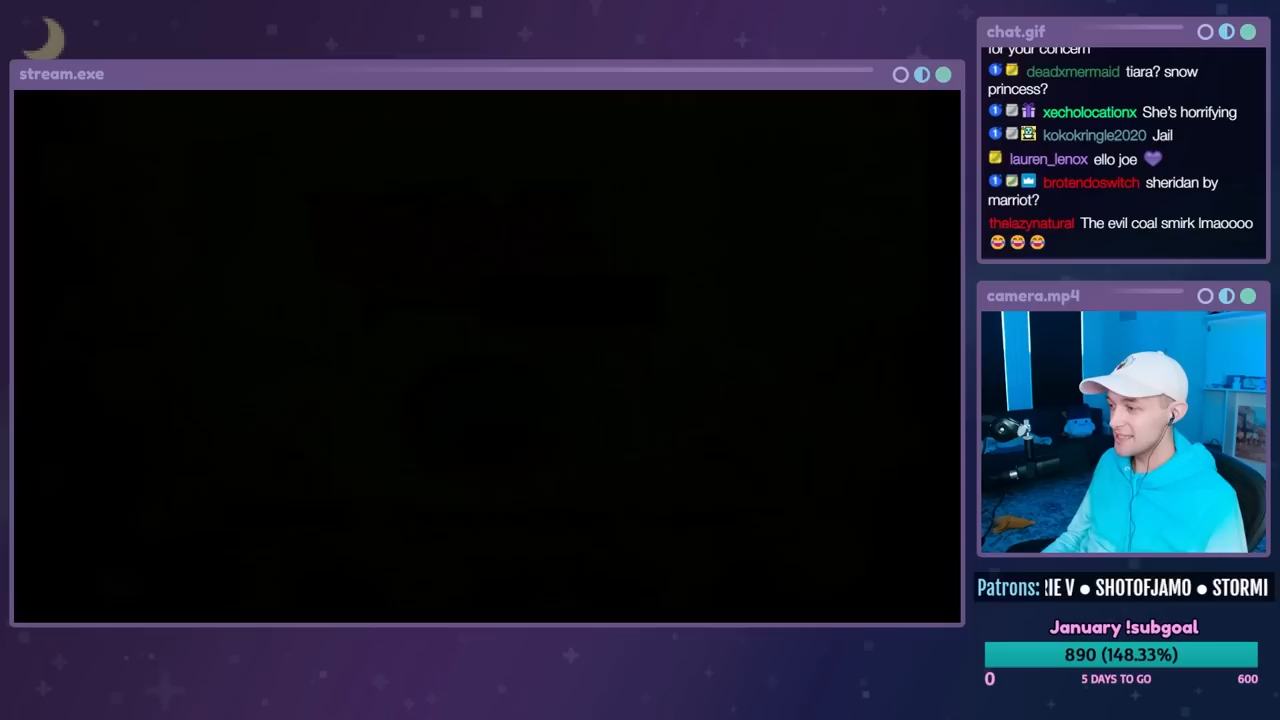 stream.exe
chat.gif
for your concern
deadxmermaid tiara? snow
princess?
xecholocationx She's horrifying
kokokringle2020 Jail
lauren_lenox ello joe
brotendoswitch sheridan by
marriot?
thelazynatural The evil coal smirk lmaoooo
camera.mp4
Patrons: RIE V ● SHOTOFJAMO ● STORMI
January !subgoal
890 (148.33%)
0 5 DAYS TO GO 600